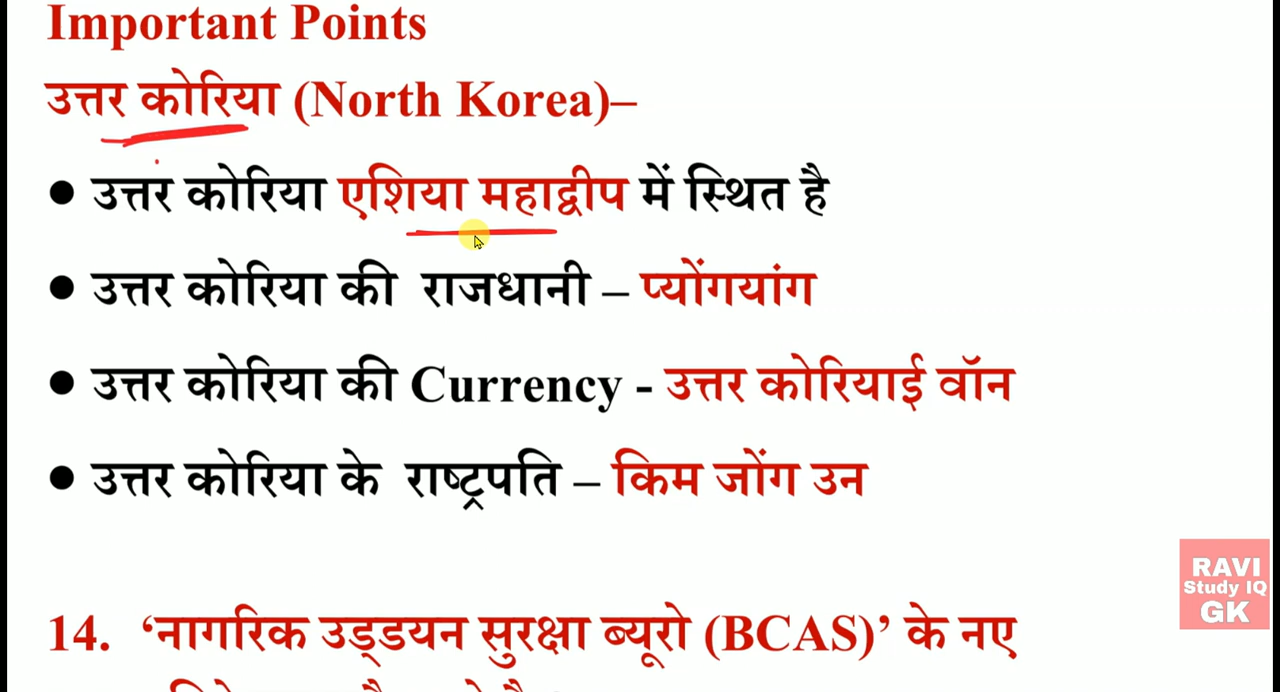 Important Points
उत्तर कोरिया (North Korea)–
● उत्तर कोरिया एशिया महाद्वीप में स्थित है
● उत्तर कोरिया की राजधानी – प्योंगयांग
● उत्तर कोरिया की Currency - उत्तर कोरियाई वॉन
● उत्तर कोरिया के राष्ट्रपति – किम जोंग उन
RAVI
Study IQ
GK
14. ‘नागरिक उड्डयन सुरक्षा ब्यूरो (BCAS)’ के नए